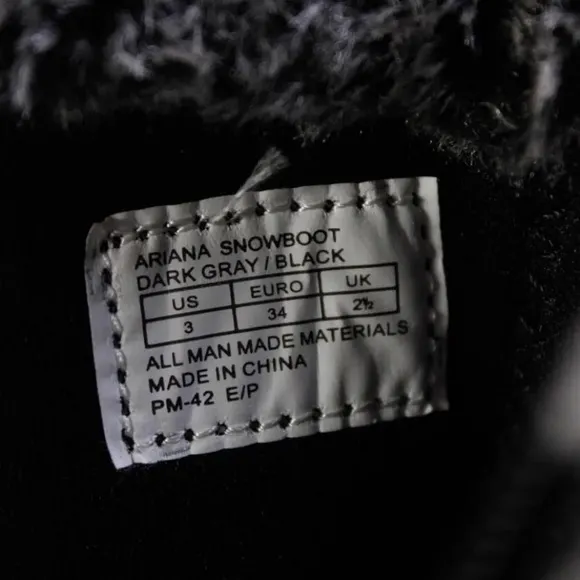 ARIANA SNOWBOOT
DARK GRAY / BLACK
US EURO UK
3 34 2½
ALL MAN MADE MATERIALS
MADE IN CHINA
PM-42 E/P